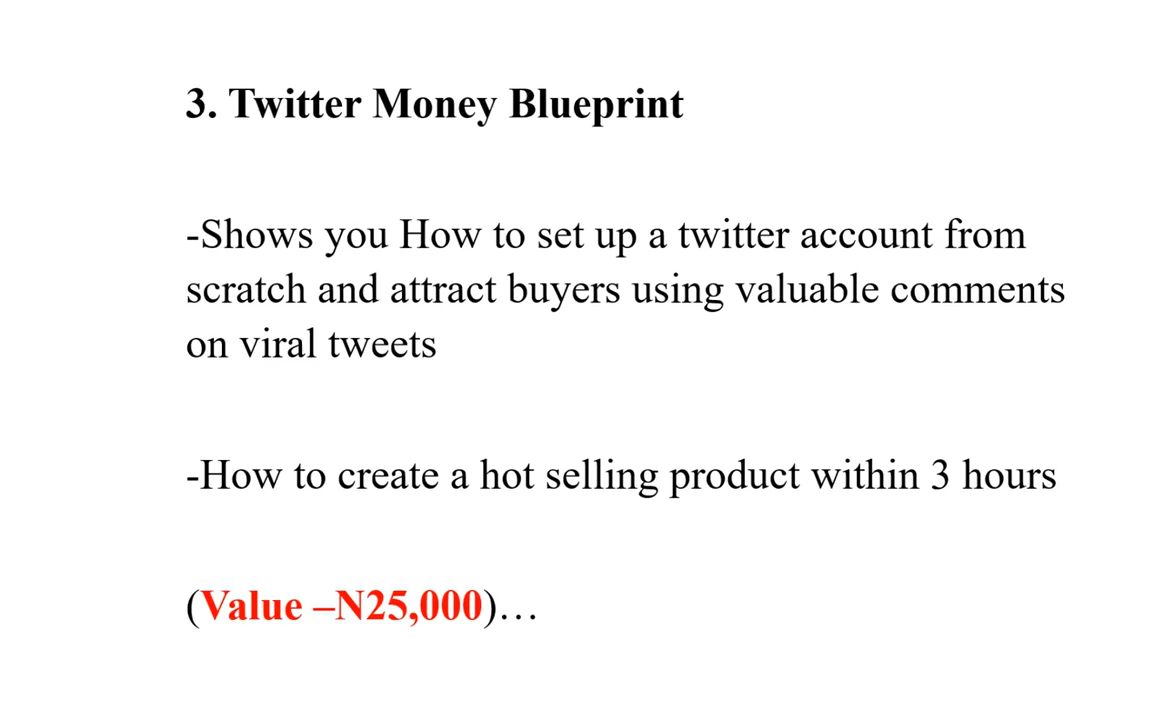 3. Twitter Money Blueprint
-Shows you How to set up a twitter account from
scratch and attract buyers using valuable comments
on viral tweets
-How to create a hot selling product within 3 hours
(Value –N25,000)…